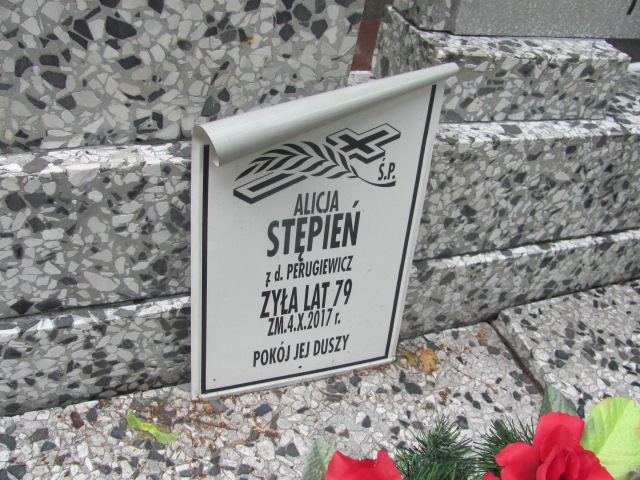 Ś.P.
ALICJA
STĘPIEŃ
z d. PERUGIEWICZ
ŻYŁA LAT 79
ZM.4.X.2017 r.
POKÓJ JEJ DUSZY